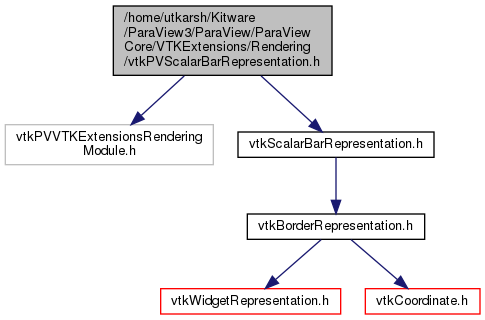 /home/utkarsh/Kitware
/ParaView3/ParaView/ParaView
Core/VTKExtensions/Rendering
/vtkPVScalarBarRepresentation.h
vtkPVVTKExtensionsRendering
Module.h
vtkScalarBarRepresentation.h
vtkBorderRepresentation.h
vtkWidgetRepresentation.h
vtkCoordinate.h